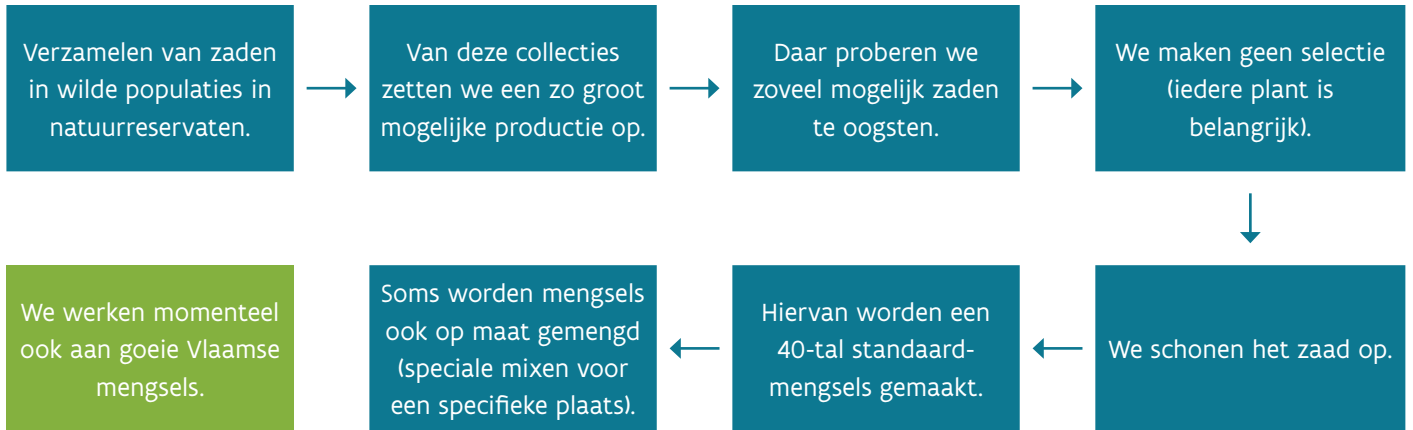 Verzamelen van zaden
in wilde populaties in
natuurreservaten.
Van deze collecties
zetten we een zo groot
mogelijke productie op.
Daar proberen we
zoveel mogelijk zaden
te oogsten.
We maken geen selectie
(iedere plant is
belangrijk).
We schonen het zaad op.
Hiervan worden een
40-tal standaard-
mengsels gemaakt.
Soms worden mengsels
ook op maat gemengd
(speciale mixen voor
een specifieke plaats).
We werken momenteel
ook aan goeie Vlaamse
mengsels.